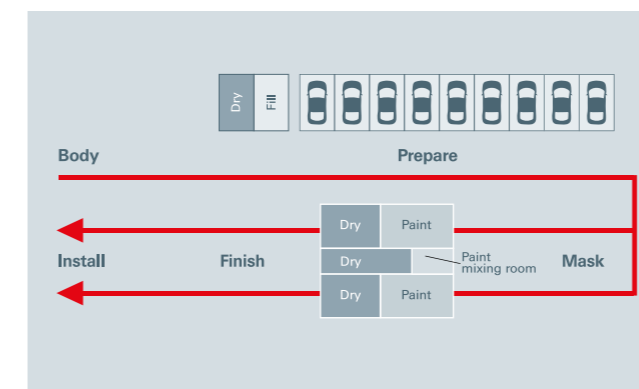 Dry
Fill
Body
Prepare
Dry
Paint
Install
Finish
Dry
Paint
mixing room
Mask
Dry
Paint